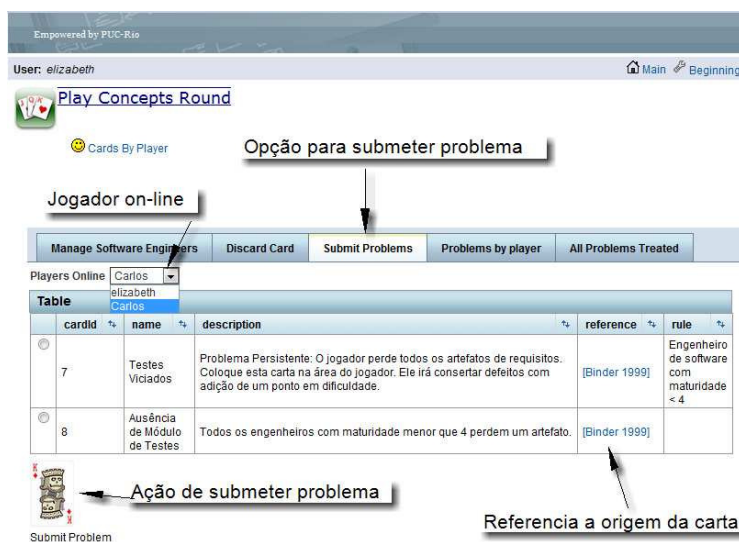 Empowered by PUC-Rio
User: elizabeth
Main Beginning
Play Concepts Round
Cards By Player
Opção para submeter problema
Jogador on-line
Manage Software Engineers Discard Card Submit Problems Problems by player All Problems Treated
Players Online Carlos
elizabeth
Carlos
Table
cardId name description reference rule
7
Testes
Viciados
Problema Persistente: O jogador perde todos os artefatos de requisitos.
Coloque esta carta na área do jogador. Ele irá consertar defeitos com
adição de um ponto em dificuldade.
[Binder 1999]
Engenheiro
de software
com
maturidade
< 4
8
Ausência
de Módulo
de Testes
Todos os engenheiros com maturidade menor que 4 perdem um artefato.
[Binder 1999]
K
K
Ação de submeter problema
Submit Problem
Referencia a origem da carta